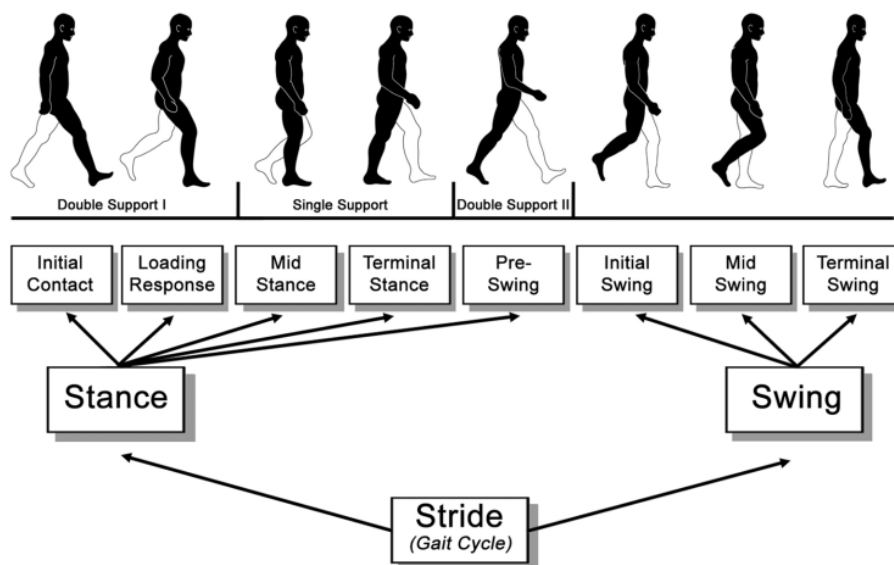 Double Support I
Single Support
Double Support II
Initial
Contact
Loading
Response
Mid
Stance
Terminal
Stance
Pre-
Swing
Initial
Swing
Mid
Swing
Terminal
Swing
Stance
Swing
Stride
(Gait Cycle)